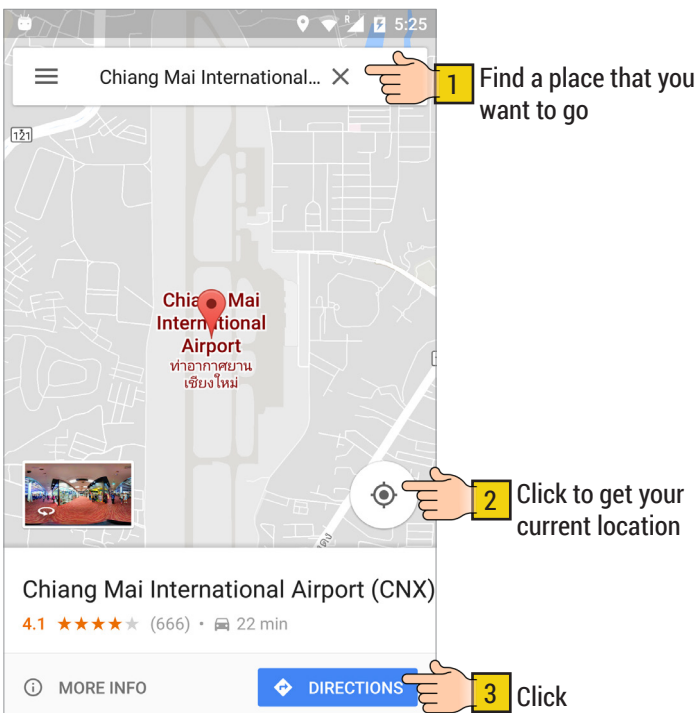 R 5:25
Chiang Mai International...
1 Find a place that you
want to go
121
Chiang Mai
International
Airport
ท่าอากาศยาน
เชียงใหม่
2 Click to get your
current location
Chiang Mai International Airport (CNX)
4.1 ★★★★★ (666) • 22 min
MORE INFO
DIRECTIONS
3 Click